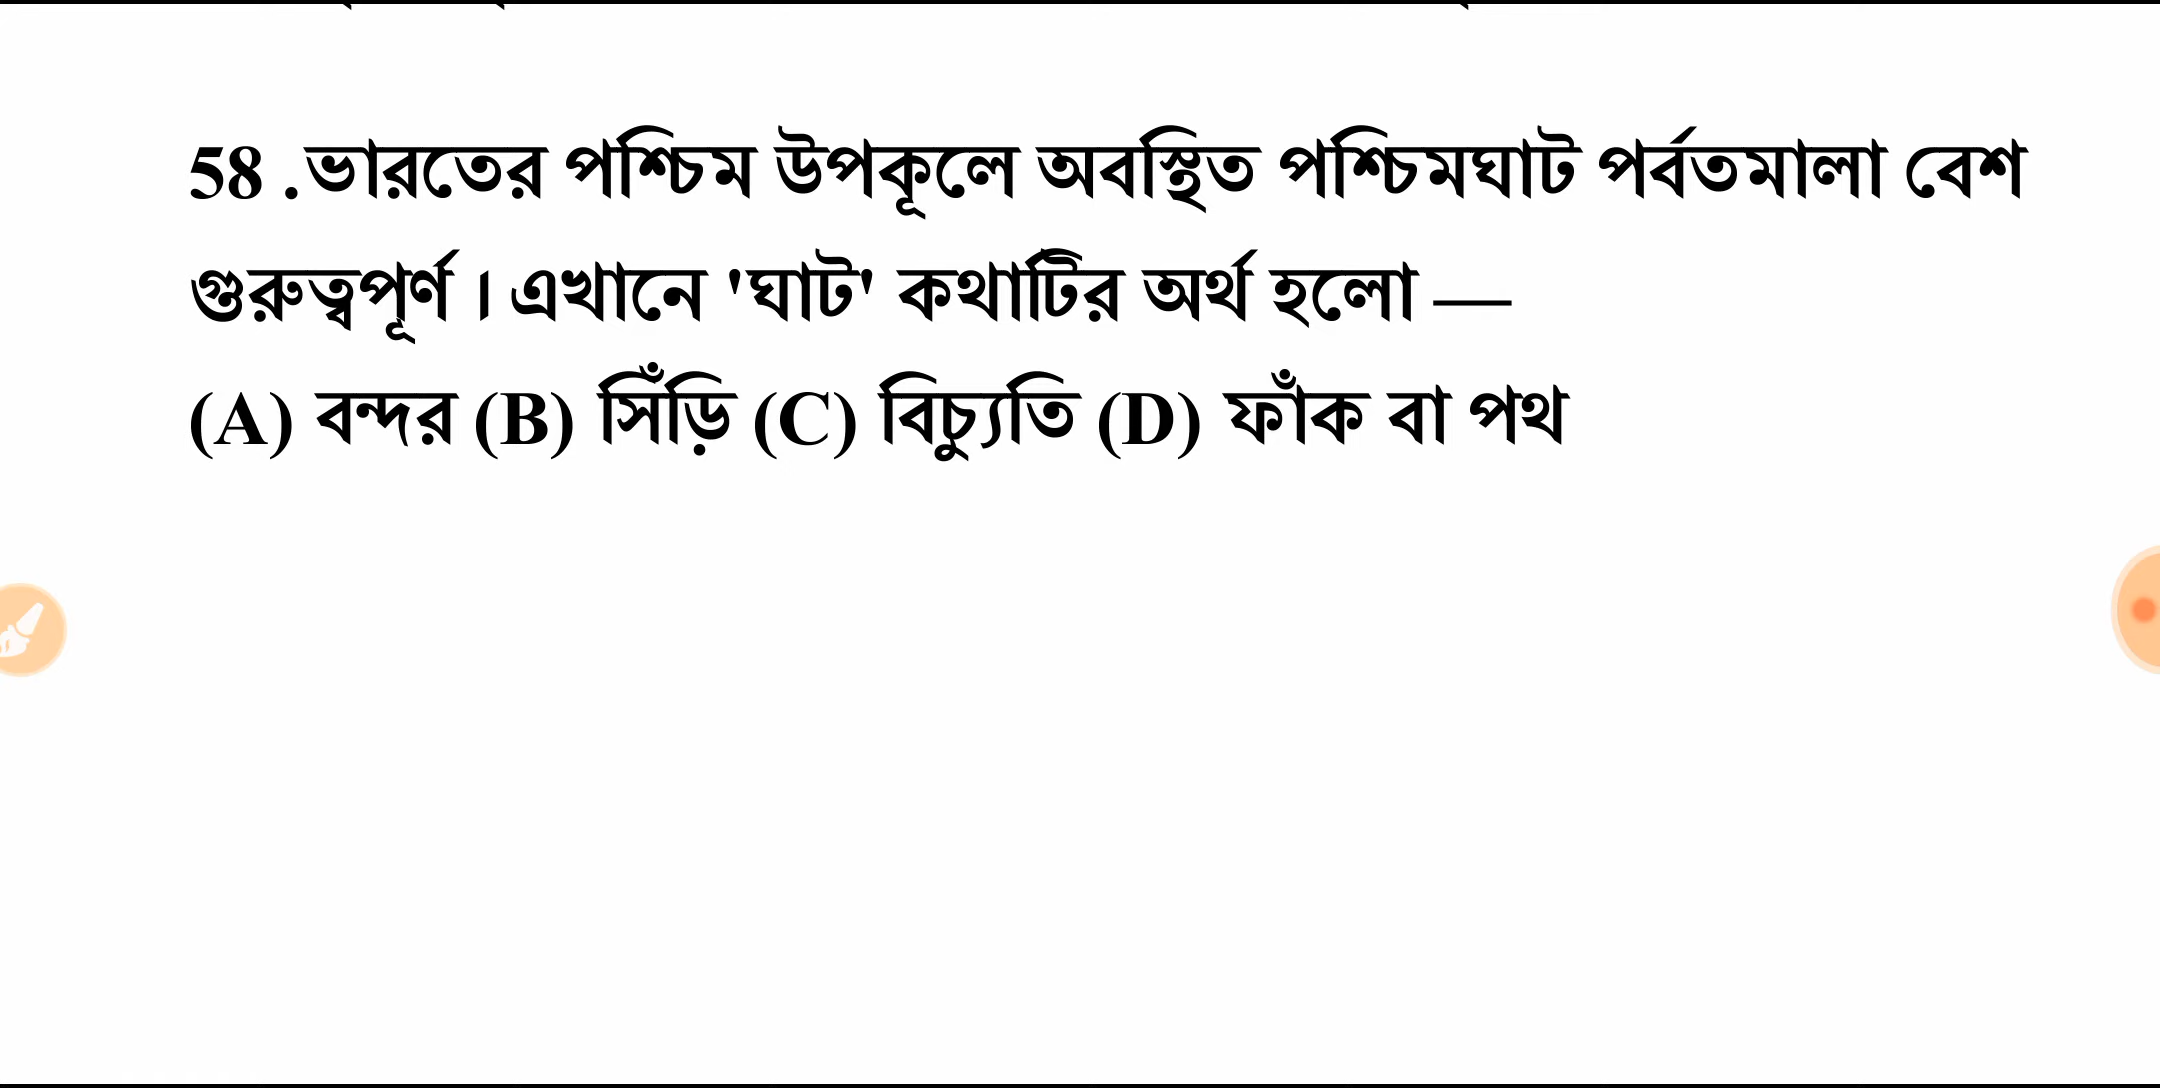 58 .ভারতের পশ্চিম উপকূলে অবস্থিত পশ্চিমঘাট পর্বতমালা বেশ
গুরুত্বপূর্ণ। এখানে 'ঘাট' কথাটির অর্থ হলো —
(A) বন্দর (B) সিঁড়ি (C) বিচ্যুতি (D) ফাঁক বা পথ